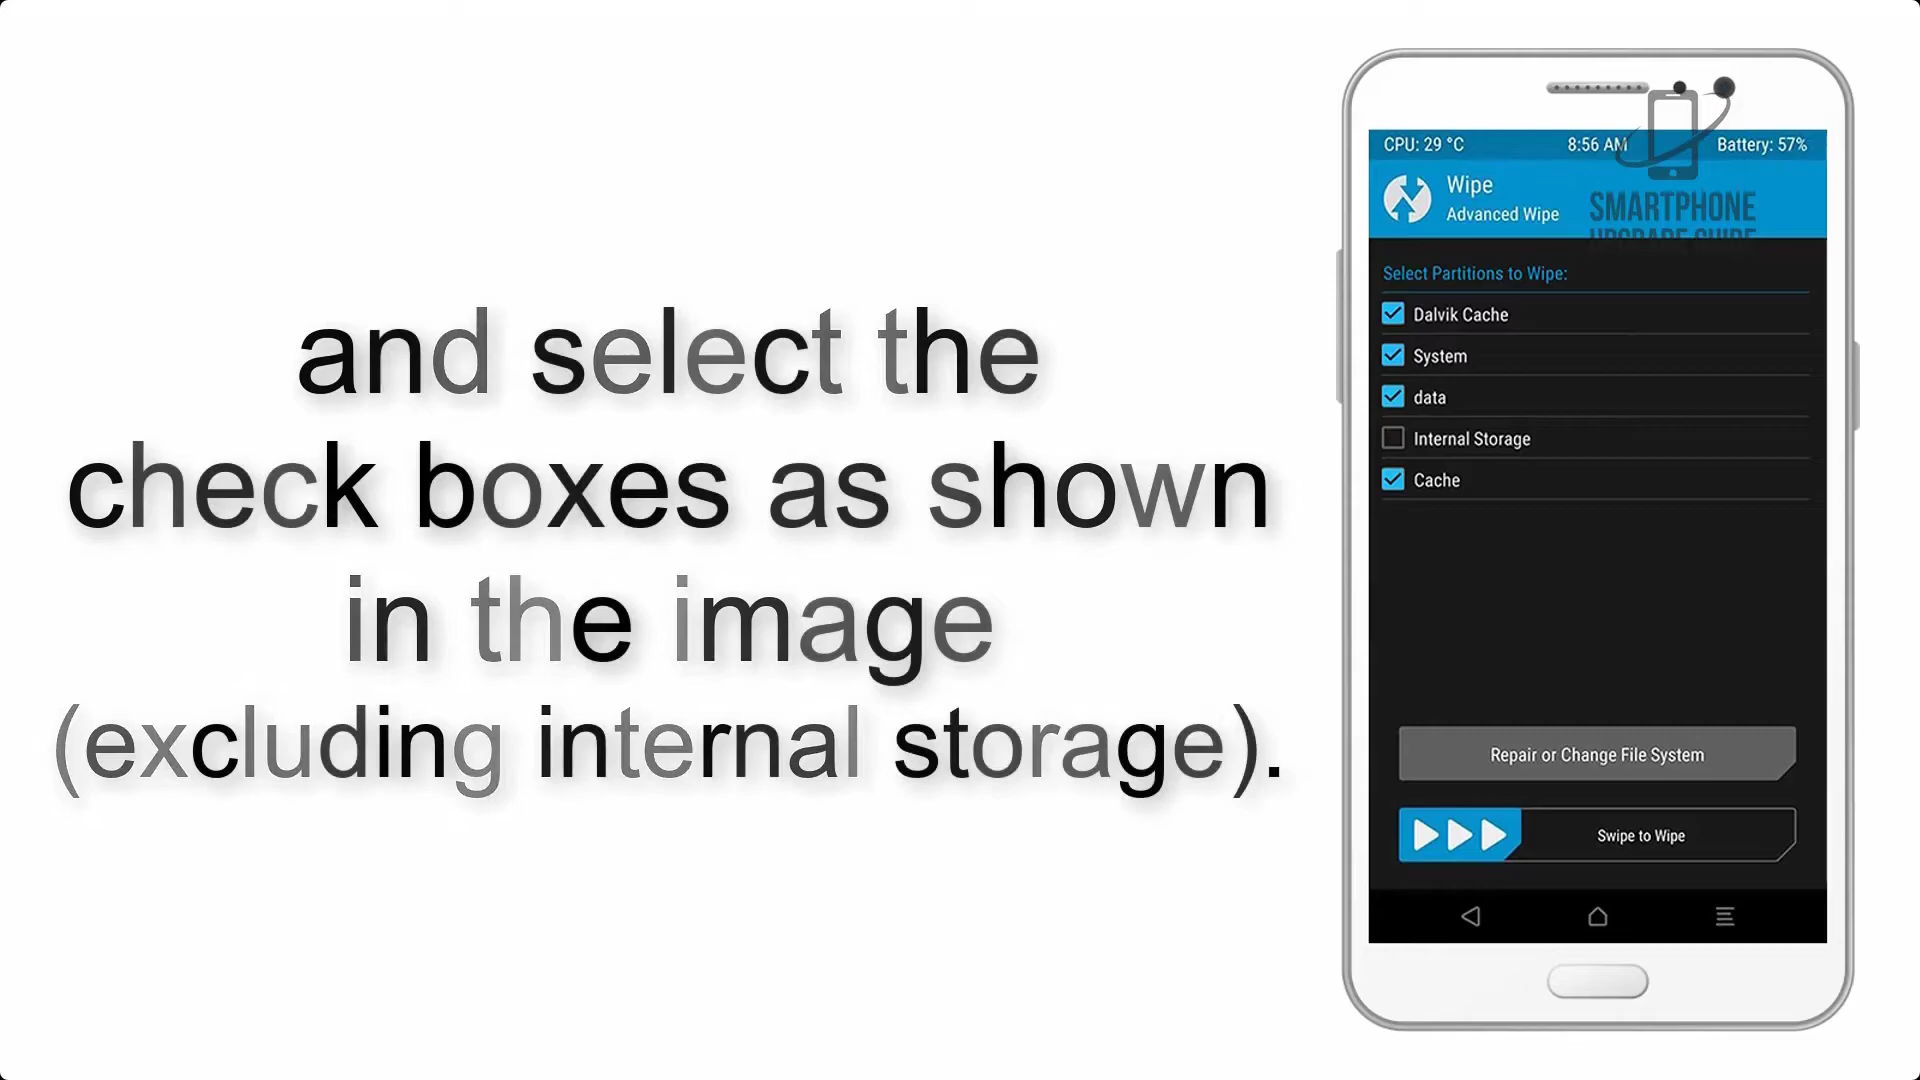 and select the
check boxes as shown
in the image
(excluding internal storage).
CPU: 29 °C 8:56 AM Battery: 57%
Wipe
Advanced Wipe
SMARTPHONE
UPGRADE GUIDE
Select Partitions to Wipe:
Dalvik Cache
System
data
Internal Storage
Cache
Repair or Change File System
Swipe to Wipe